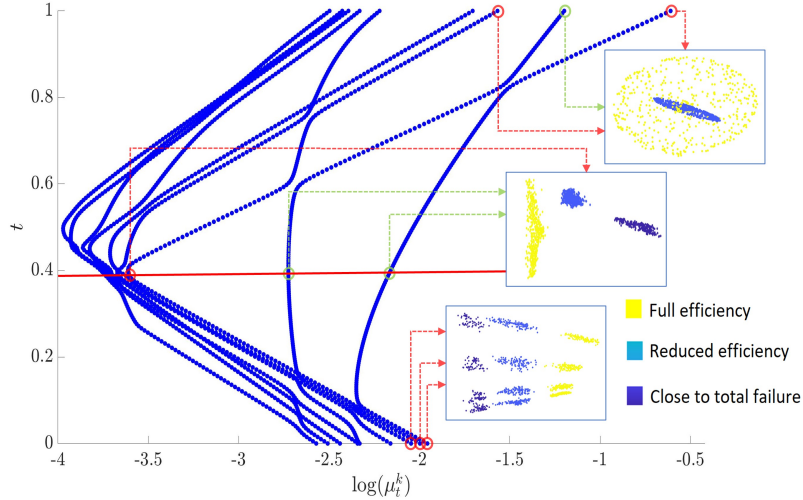 1
0.8
0.6
t
0.4
0.2
0
-4
-3.5
-3
-2.5
-2
-1.5
-1
-0.5
log(μ_t^k)
Full efficiency
Reduced efficiency
Close to total failure